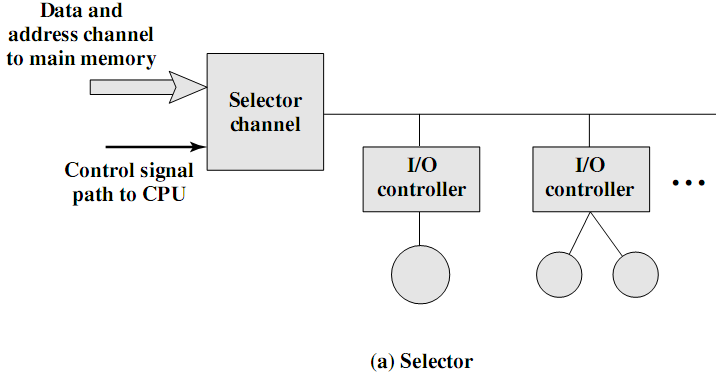 Data and
address channel
to main memory
Selector
channel
Control signal
path to CPU
I/O
controller
I/O
controller
(a) Selector